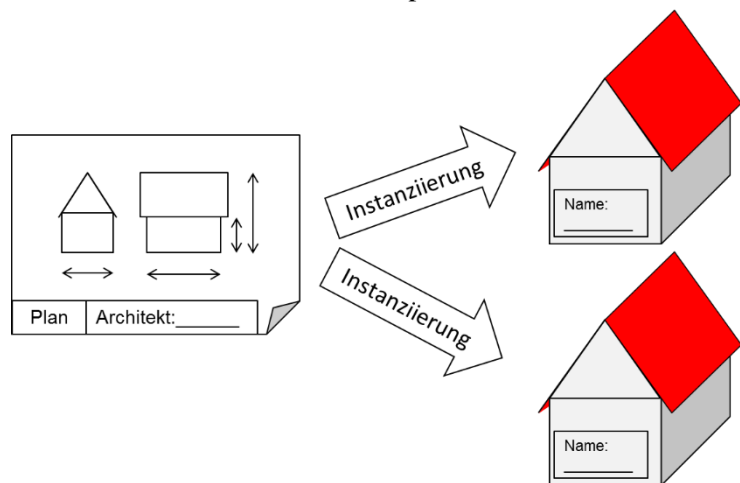 Instanziierung
Name:
Instanziierung
Plan
Architekt:______
Name: